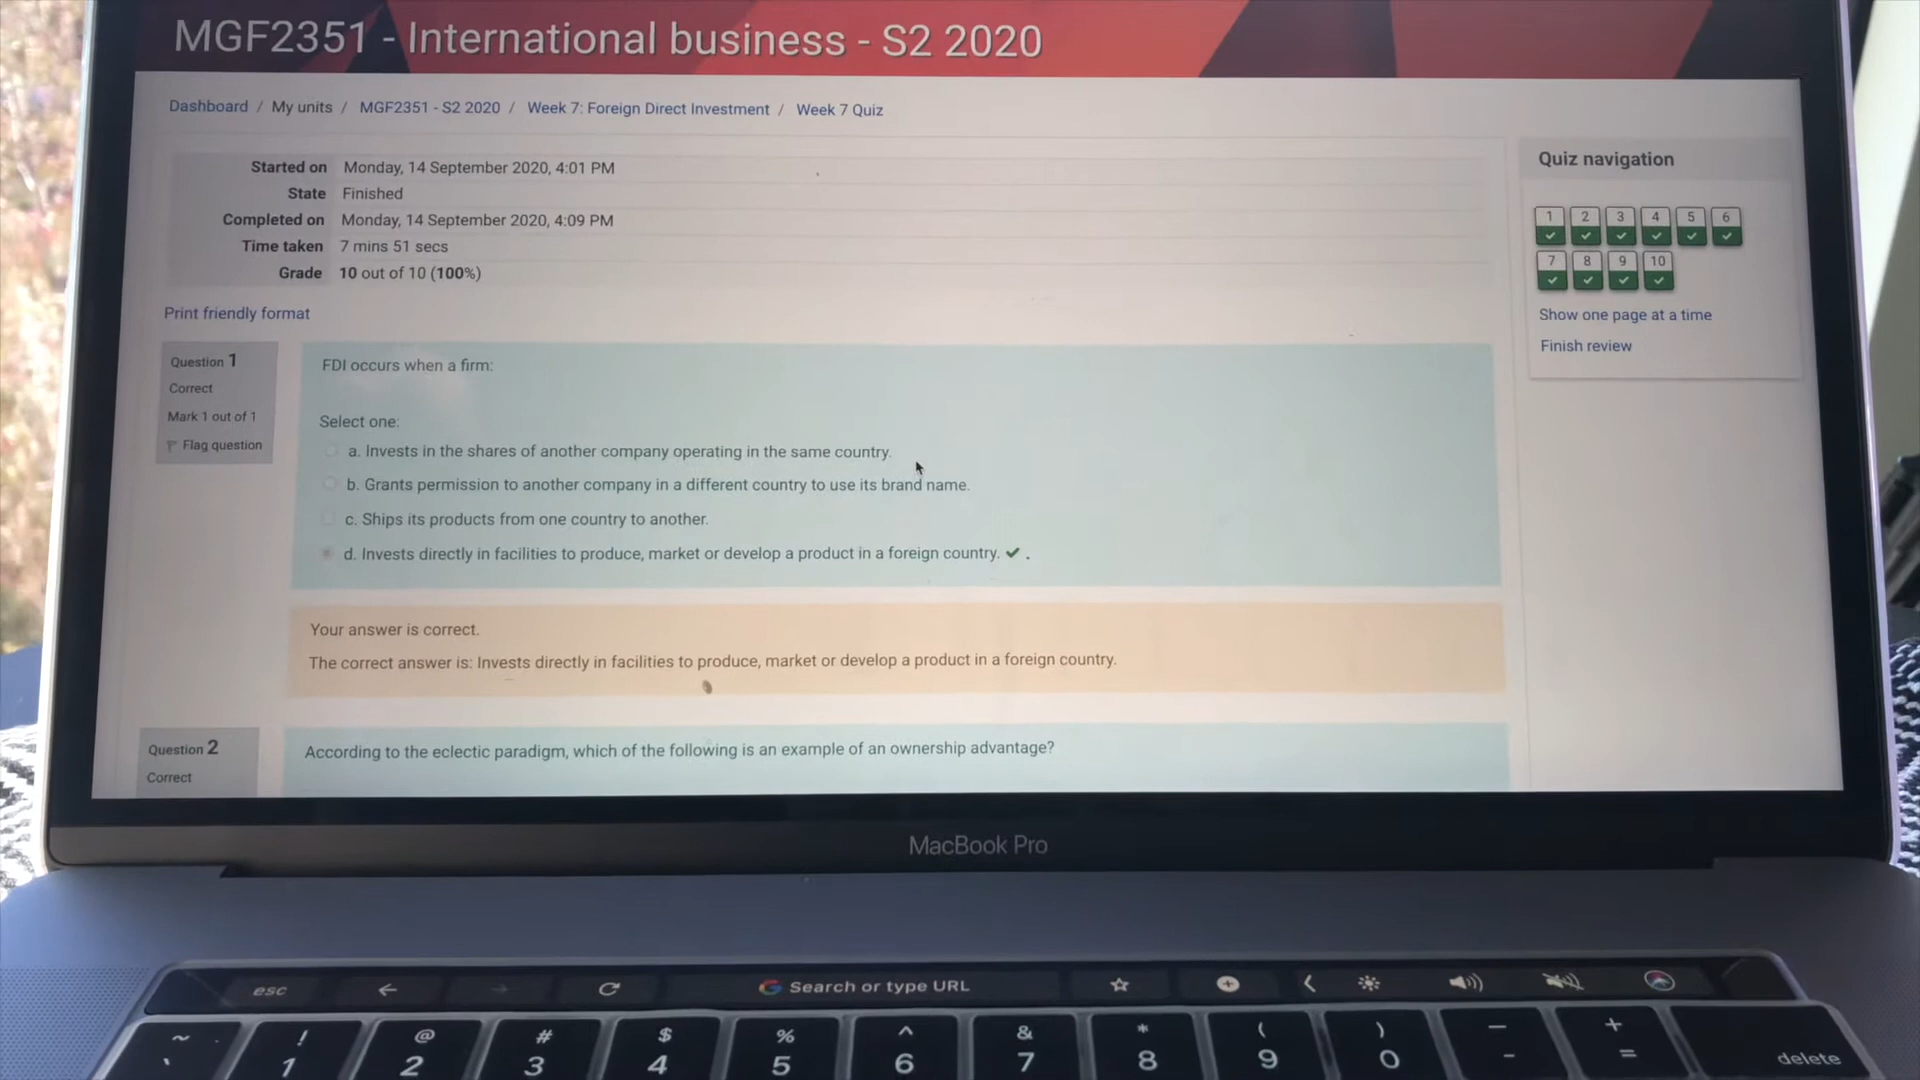 MGF2351 - International business - S2 2020
Dashboard / My units / MGF2351 - S2 2020 / Week 7: Foreign Direct Investment / Week 7 Quiz
Started on Monday, 14 September 2020, 4:01 PM
State Finished
Completed on Monday, 14 September 2020, 4:09 PM
Time taken 7 mins 51 secs
Grade 10 out of 10 (100%)
Print friendly format
Quiz navigation
1 2 3 4 5 6
7 8 9 10
Show one page at a time
Finish review
Question 1
Correct
Mark 1 out of 1
Flag question
FDI occurs when a firm:
Select one:
a. Invests in the shares of another company operating in the same country.
b. Grants permission to another company in a different country to use its brand name.
c. Ships its products from one country to another.
d. Invests directly in facilities to produce, market or develop a product in a foreign country. ✔ .
Your answer is correct.
The correct answer is: Invests directly in facilities to produce, market or develop a product in a foreign country.
Question 2
Correct
According to the eclectic paradigm, which of the following is an example of an ownership advantage?
MacBook Pro
esc ← → G Search or type URL
~ ! @ # $ % ^ & * ( ) — +
` 1 2 3 4 5 6 7 8 9 0 - = delete